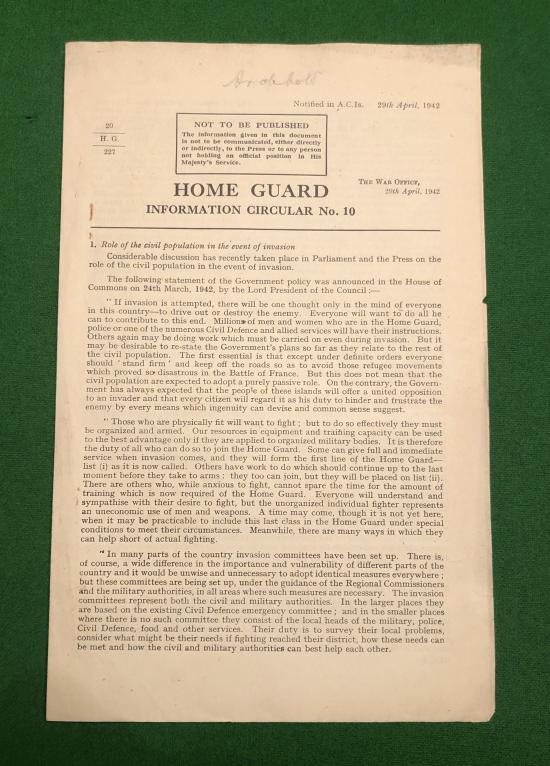 Archbold
Notified in A.C.Is. 29th April, 1942
20
H. G.
227
NOT TO BE PUBLISHED
The information given in this document
is not to be communicated, either directly
or indirectly, to the Press or to any person
not holding an official position in His
Majesty's Service.
The War Office,
29th April, 1942
HOME GUARD
INFORMATION CIRCULAR No. 10
1. Role of the civil population in the event of invasion
Considerable discussion has recently taken place in Parliament and the Press on
the role of the civil population in the event of invasion.
The following statement of the Government policy was announced in the House of
Commons on 24th March, 1942, by the Lord President of the Council :—
" If invasion is attempted, there will be one thought only in the mind of everyone
in this country—to drive out or destroy the enemy. Everyone will want to do all he
can to contribute to this end. Millions of men and women who are in the Home Guard,
police or one of the numerous Civil Defence and allied services will have their instructions.
Others again may be doing work which must be carried on even during invasion. But it
may be desirable to re-state the Government's plans so far as they relate to the rest of
the civil population. The first essential is that except under definite orders everyone
should ' stand firm ' and keep off the roads so as to avoid those refugee movements
which proved so disastrous in the Battle of France. But this does not mean that the
civil population are expected to adopt a purely passive role. On the contrary, the Govern-
ment has always expected that the people of these islands will offer a united opposition
to an invader and that every citizen will regard it as his duty to hinder and frustrate the
enemy by every means which ingenuity can devise and common sense suggest.
" Those who are physically fit will want to fight ; but to do so effectively they must
be organized and armed. Our resources in equipment and training capacity can be used
to the best advantage only if they are applied to organized military bodies. It is therefore
the duty of all who can do so to join the Home Guard. Some can give full and immediate
service when invasion comes, and they will form the first line of the Home Guard—
list (i) as it is now called. Others have work to do which should continue up to the last
moment before they take to arms : they too can join, but they will be placed on list (ii).
There are others who, while anxious to fight, cannot spare the time for the amount of
training which is now required of the Home Guard. Everyone will understand and
sympathise with their desire to fight, but the unorganized individual fighter represents
an uneconomic use of men and weapons. A time may come, though it is not yet here,
when it may be practicable to include this last class in the Home Guard under special
conditions to meet their circumstances. Meanwhile, there are many ways in which they
can help short of actual fighting.
" In many parts of the country invasion committees have been set up. There is,
of course, a wide difference in the importance and vulnerability of different parts of the
country and it would be unwise and unnecessary to adopt identical measures everywhere ;
but these committees are being set up, under the guidance of the Regional Commissioners
and the military authorities, in all areas where such measures are necessary. The invasion
committees represent both the civil and military authorities. In the larger places they
are based on the existing Civil Defence emergency committee ; and in the smaller places
where there is no such committee they consist of the local heads of the military, police,
Civil Defence, food and other services. Their duty is to survey their local problems,
consider what might be their needs if fighting reached their district, how these needs can
be met and how the civil and military authorities can best help each other.